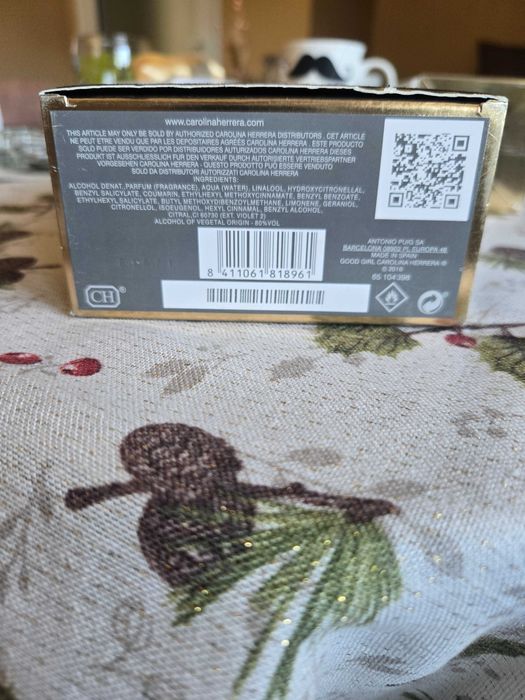 www.carolinaherrera.com
THIS ARTICLE MAY ONLY BE SOLD BY AUTHORIZED CAROLINA HERRERA DISTRIBUTORS . CET ARTICLE
NE PEUT ETRE VENDU QUE PAR LES DEPOSITAIRES AGRÉES CAROLINA HERRERA . ESTE PRODUCTO
SOLO PUEDE SER VERDIDO POR DISTRIBUIDORES AUTORIZADOS CAROLINA HERRERA DIESES
PRODUKT IST AUSSCHLIESSLICH FUR DEN VERKAUF DURCH AUTORISIERTE VERTRIEBSPARTNER
VORGESEHEN CAROLINA HERRERA - QUESTO PRODOTTO PUO ESSERE VENDUTO
SOLO DA DISTRIBUTOR AUTORIZZATI CAROLINA HERRERA
INGREDIENTS:
ALCOHOL DENAT, PARFUM (FRAGRANCE), AQUA (WATER), LINALOOL, HYDROXYCITRONELLAL,
BENZYL SALICYLATE, COUMARIN, ETHYLHEXYL METHOXYCINNAMATE, BENZYL BENZOATE,
ETHYLHEXYL, SALICYLATE, BUTYL METHOXYDIBENZOYLMETHANE, LIMONENE, GERANIOL,
CITRONELLOL, ISOEUGENOL, HEXYL CINNAMAL, BENZYL ALCOHOL,
CITRAL, CI 60730 (EXT. VIOLET 2)
ALCOHOL OF VEGETAL ORIGIN - 80%VOL
8 411061 818961
CH
ANTONIO PUIG SA
BARCELONA 08902 PL. EUROPA 46
MADE IN SPAIN
GOOD GIRL CAROLINA HERRERA ®
© 2016
65 104398